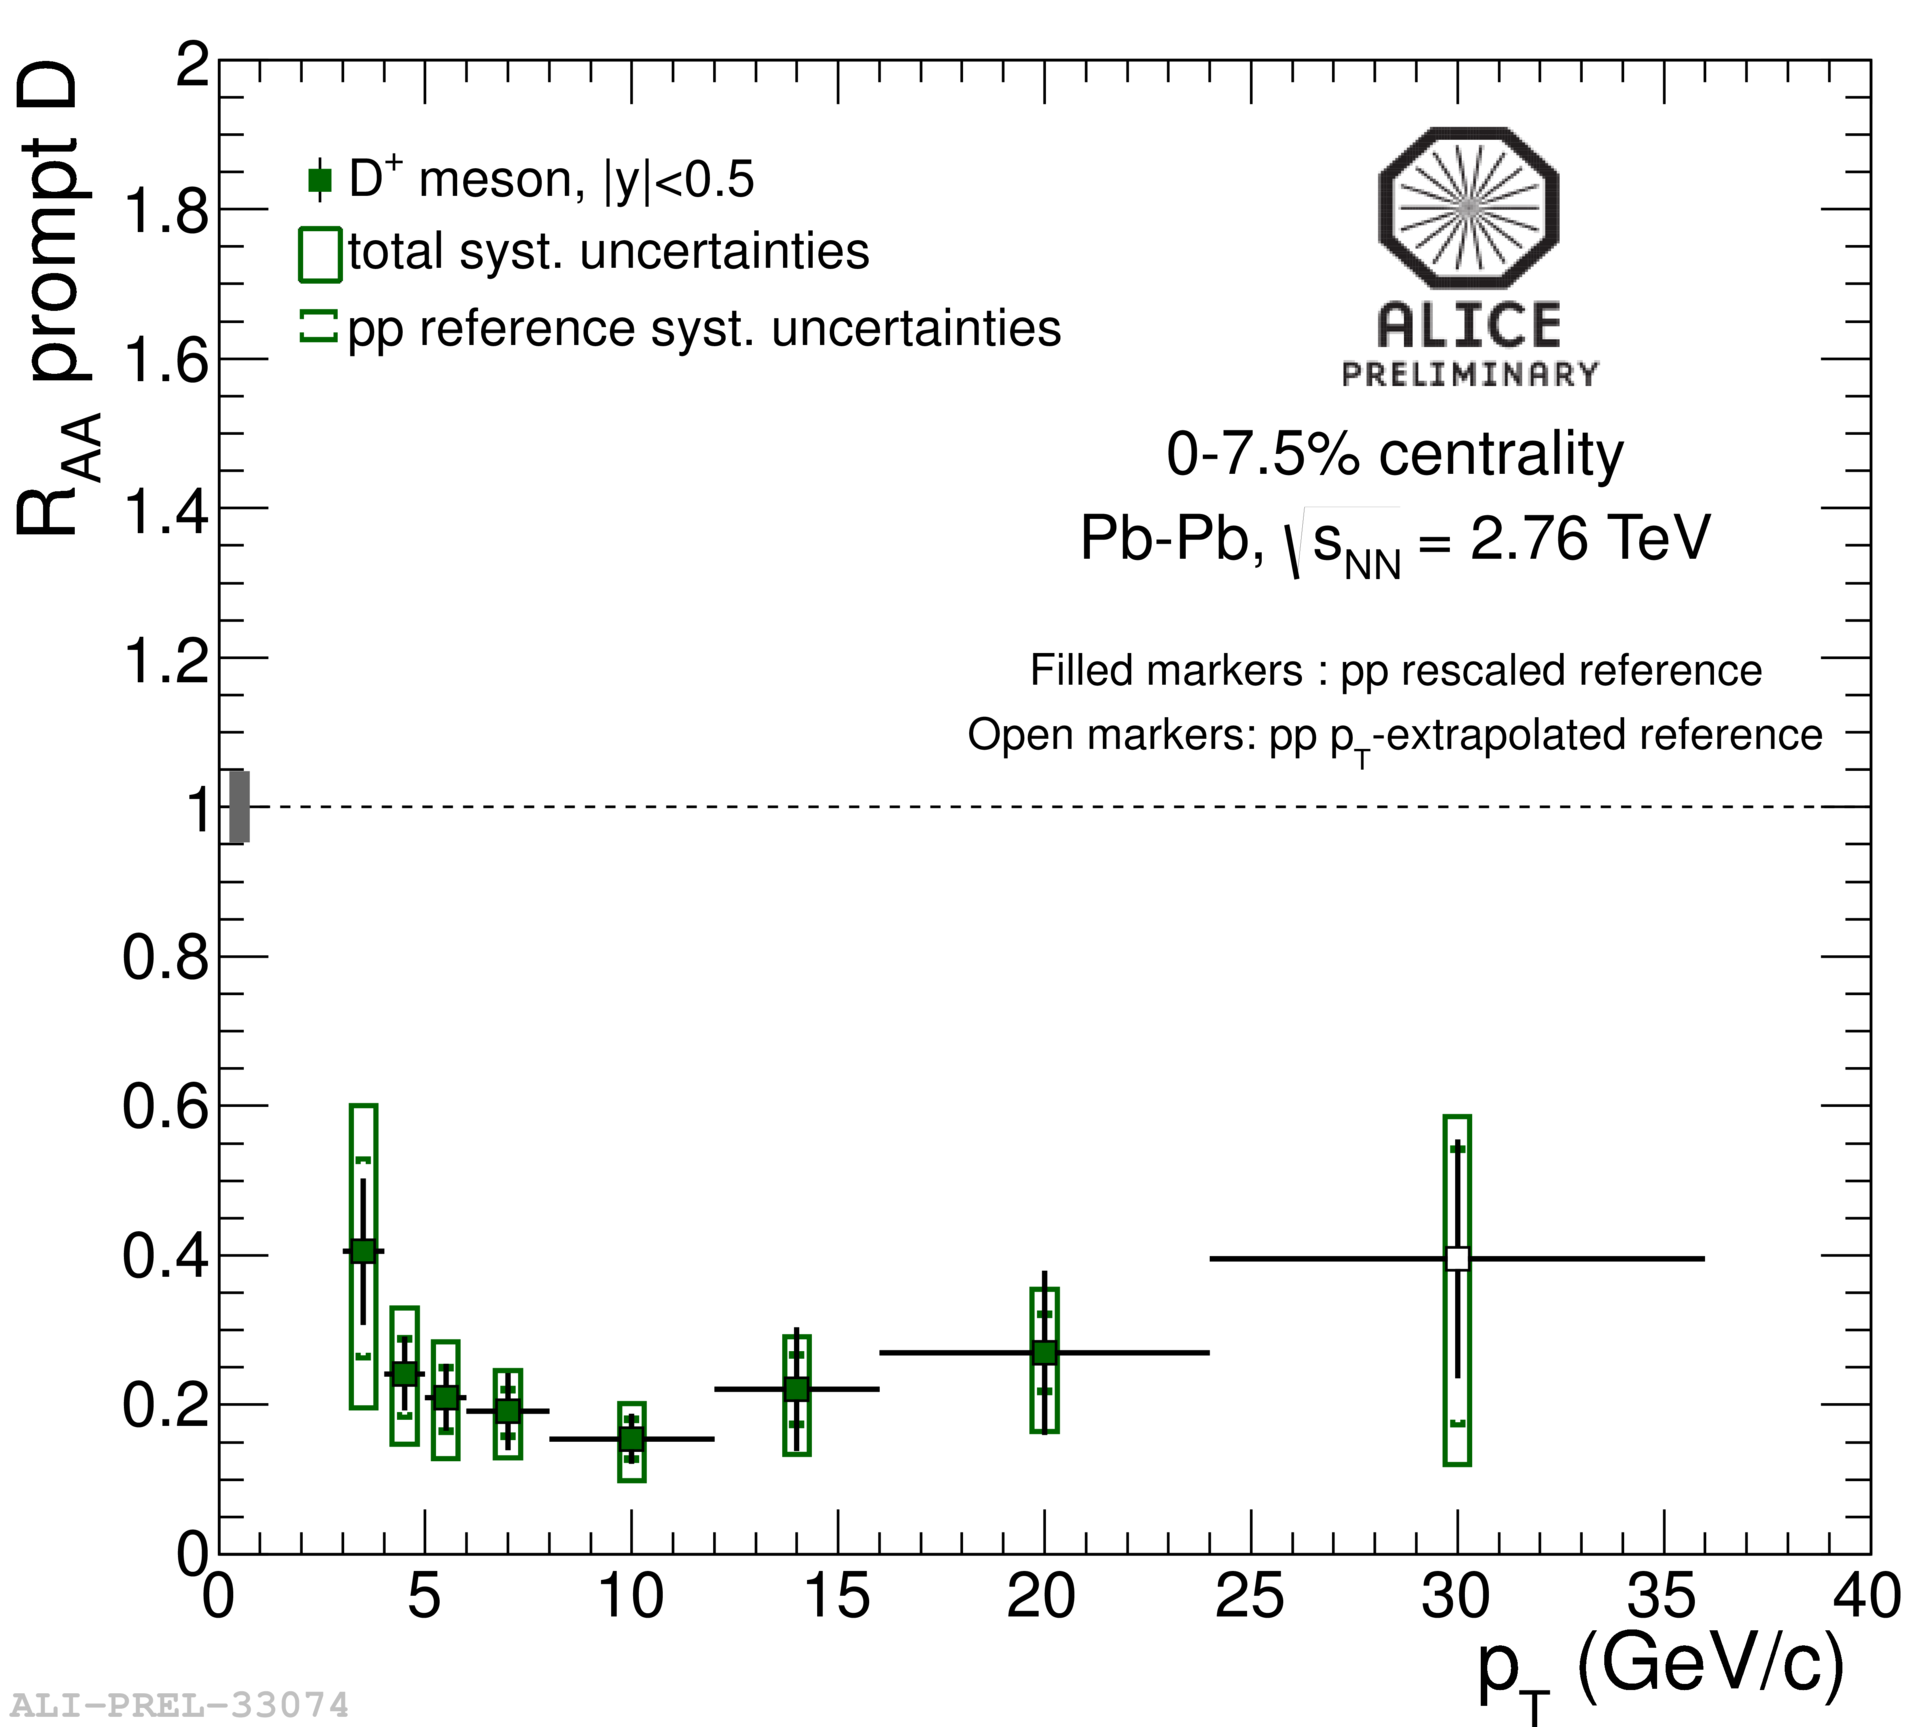 R_AA prompt D
2
1.8
1.6
1.4
1.2
1
0.8
0.6
0.4
0.2
0
D⁺ meson, |y|<0.5
total syst. uncertainties
pp reference syst. uncertainties
ALICE
PRELIMINARY
0-7.5% centrality
Pb-Pb, √s_NN = 2.76 TeV
Filled markers : pp rescaled reference
Open markers: pp p_T-extrapolated reference
0 5 10 15 20 25 30 35 40
p_T (GeV/c)
ALI-PREL-33074